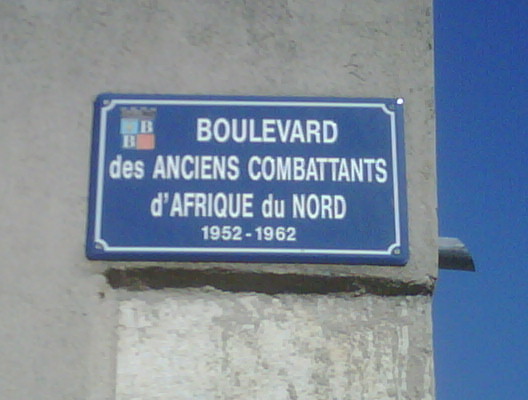 B
B
BOULEVARD
des ANCIENS COMBATTANTS
d'AFRIQUE du NORD
1952-1962